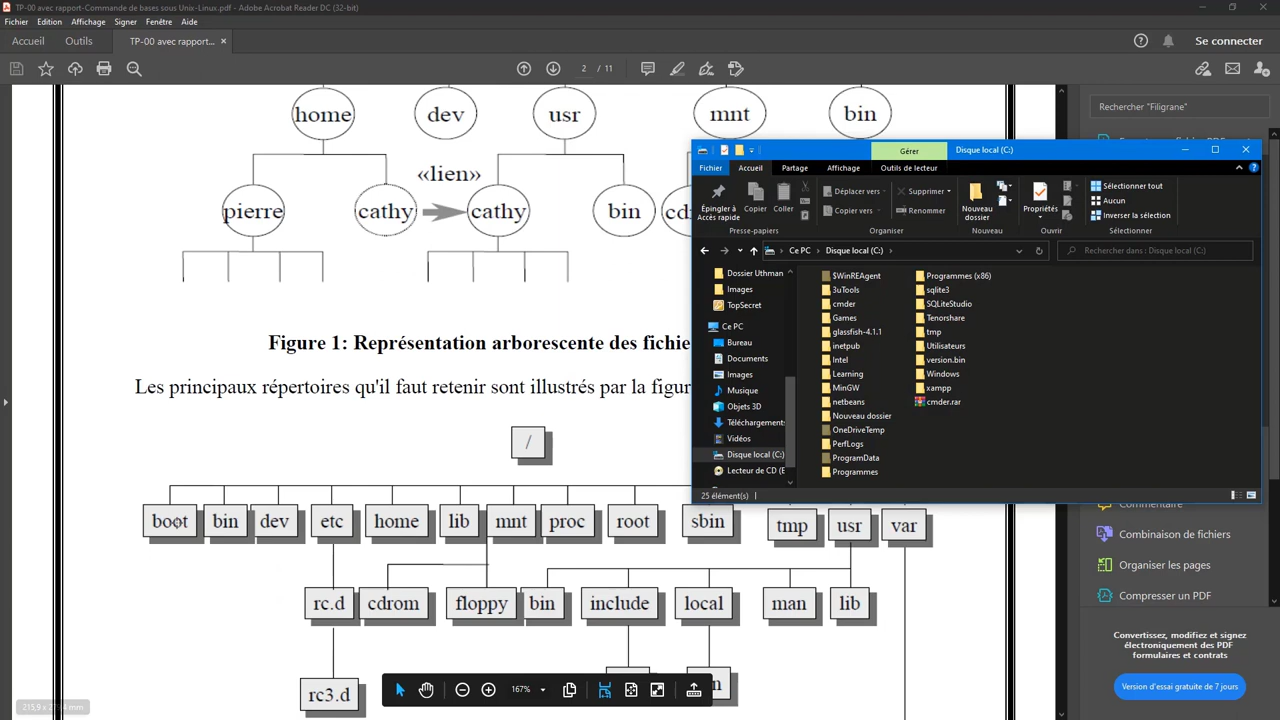 TP-00 avec rapport-Commande de bases sous Unix-Linux.pdf - Adobe Acrobat Reader DC (32-bit)
Fichier Edition Affichage Signer Fenêtre Aide
Accueil Outils TP-00 avec rapport... × Se connecter
2 / 11
home dev usr mnt bin
Rechercher "Filigrane"
«lien»
pierre cathy cathy bin
Figure 1: Représentation arborescente des fichie
Les principaux répertoires qu'il faut retenir sont illustrés par la figur
/
boot bin dev etc home lib mnt proc root sbin tmp usr var
rc.d cdrom floppy bin include local man lib
rc3.d
167%
215,9 x 279,4 mm
Gérer Disque local (C:)
Fichier Accueil Partage Affichage Outils de lecteur
Épingler à Accès rapide
Copier
Coller
Presse-papiers
Déplacer vers
Copier vers
Supprimer
Renommer
Organiser
Nouveau dossier
Nouveau
Propriétés
Ouvrir
Sélectionner tout
Aucun
Inverser la sélection
Sélectionner
Ce PC > Disque local (C:) >
Rechercher dans : Disque local (C:)
Dossier Uthman
Images
TopSecret
Ce PC
Bureau
Documents
Images
Musique
Objets 3D
Téléchargements
Vidéos
Disque local (C:)
Lecteur de CD (E
$WinREAgent
3uTools
cmder
Games
glassfish-4.1.1
inetpub
Intel
Learning
MinGW
netbeans
Nouveau dossier
OneDriveTemp
PerfLogs
ProgramData
Programmes
Programmes (x86)
sqlite3
SQLiteStudio
Tenorshare
tmp
Utilisateurs
version.bin
Windows
xampp
cmder.rar
25 élément(s)
Commentaire
Combinaison de fichiers
Organiser les pages
Compresser un PDF
Convertissez, modifiez et signez
électroniquement des PDF
formulaires et contrats
Version d'essai gratuite de 7 jours